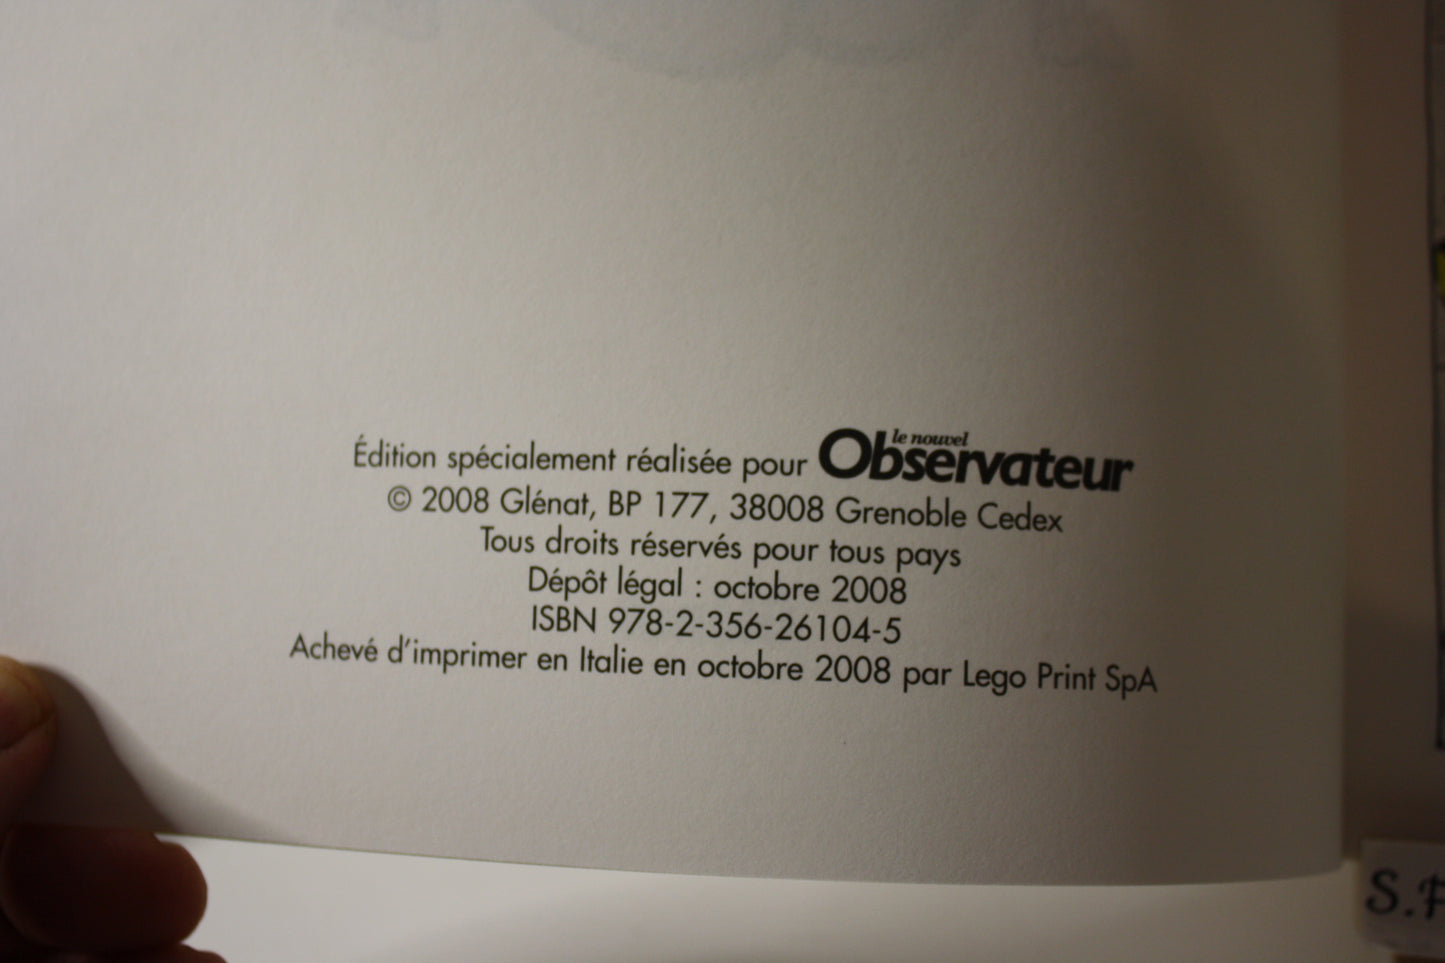 Édition spécialement réalisée pour le nouvel Observateur
© 2008 Glénat, BP 177, 38008 Grenoble Cedex
Tous droits réservés pour tous pays
Dépôt légal : octobre 2008
ISBN 978-2-356-26104-5
Achevé d'imprimer en Italie en octobre 2008 par Lego Print SpA